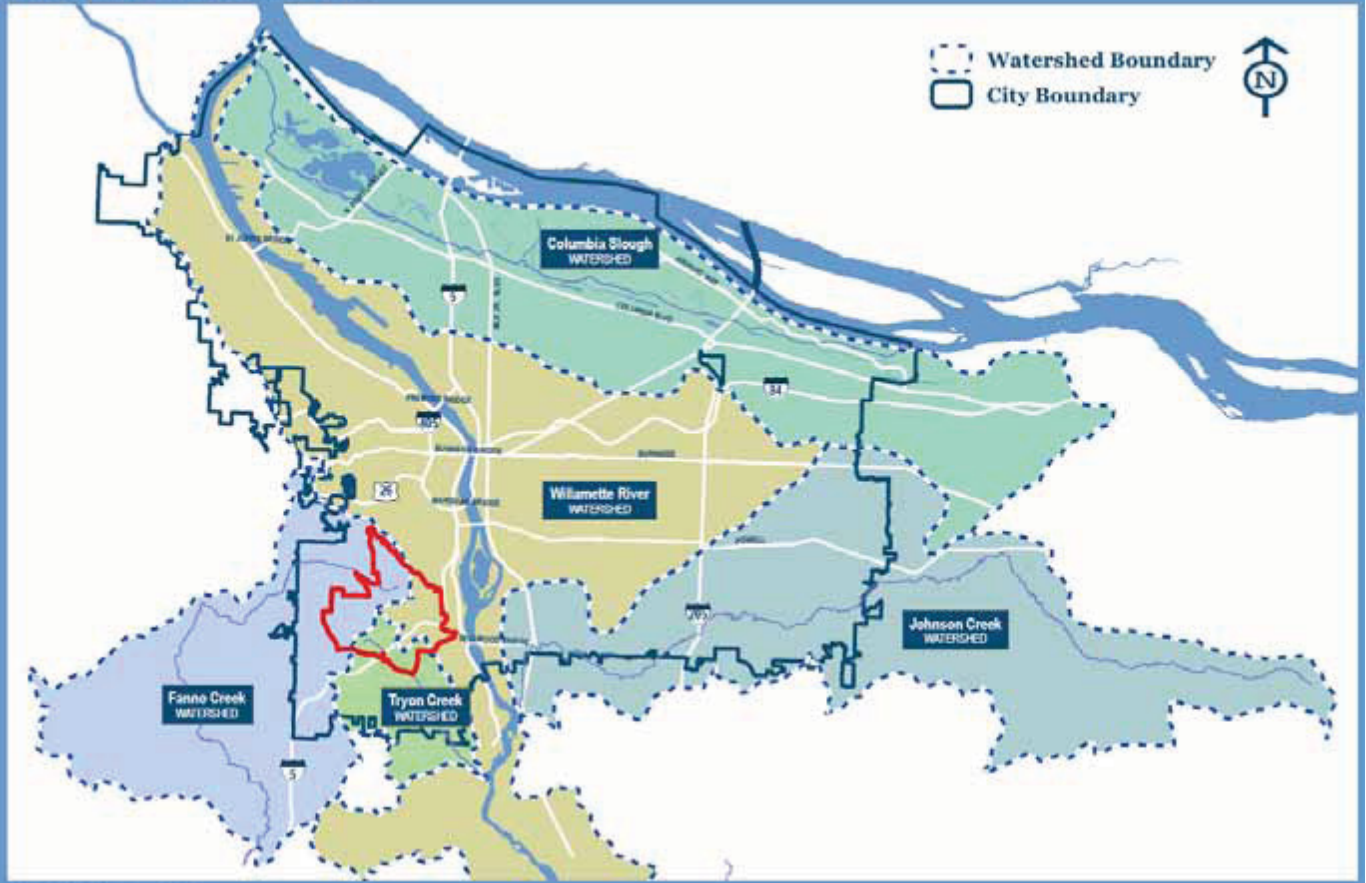 Watershed Boundary
City Boundary
N
Columbia Slough
WATERSHED
5
84
405
BURNSIDE
26
Willamette River
WATERSHED
POWELL
205
Johnson Creek
WATERSHED
Fanno Creek
WATERSHED
Tryon Creek
WATERSHED
5